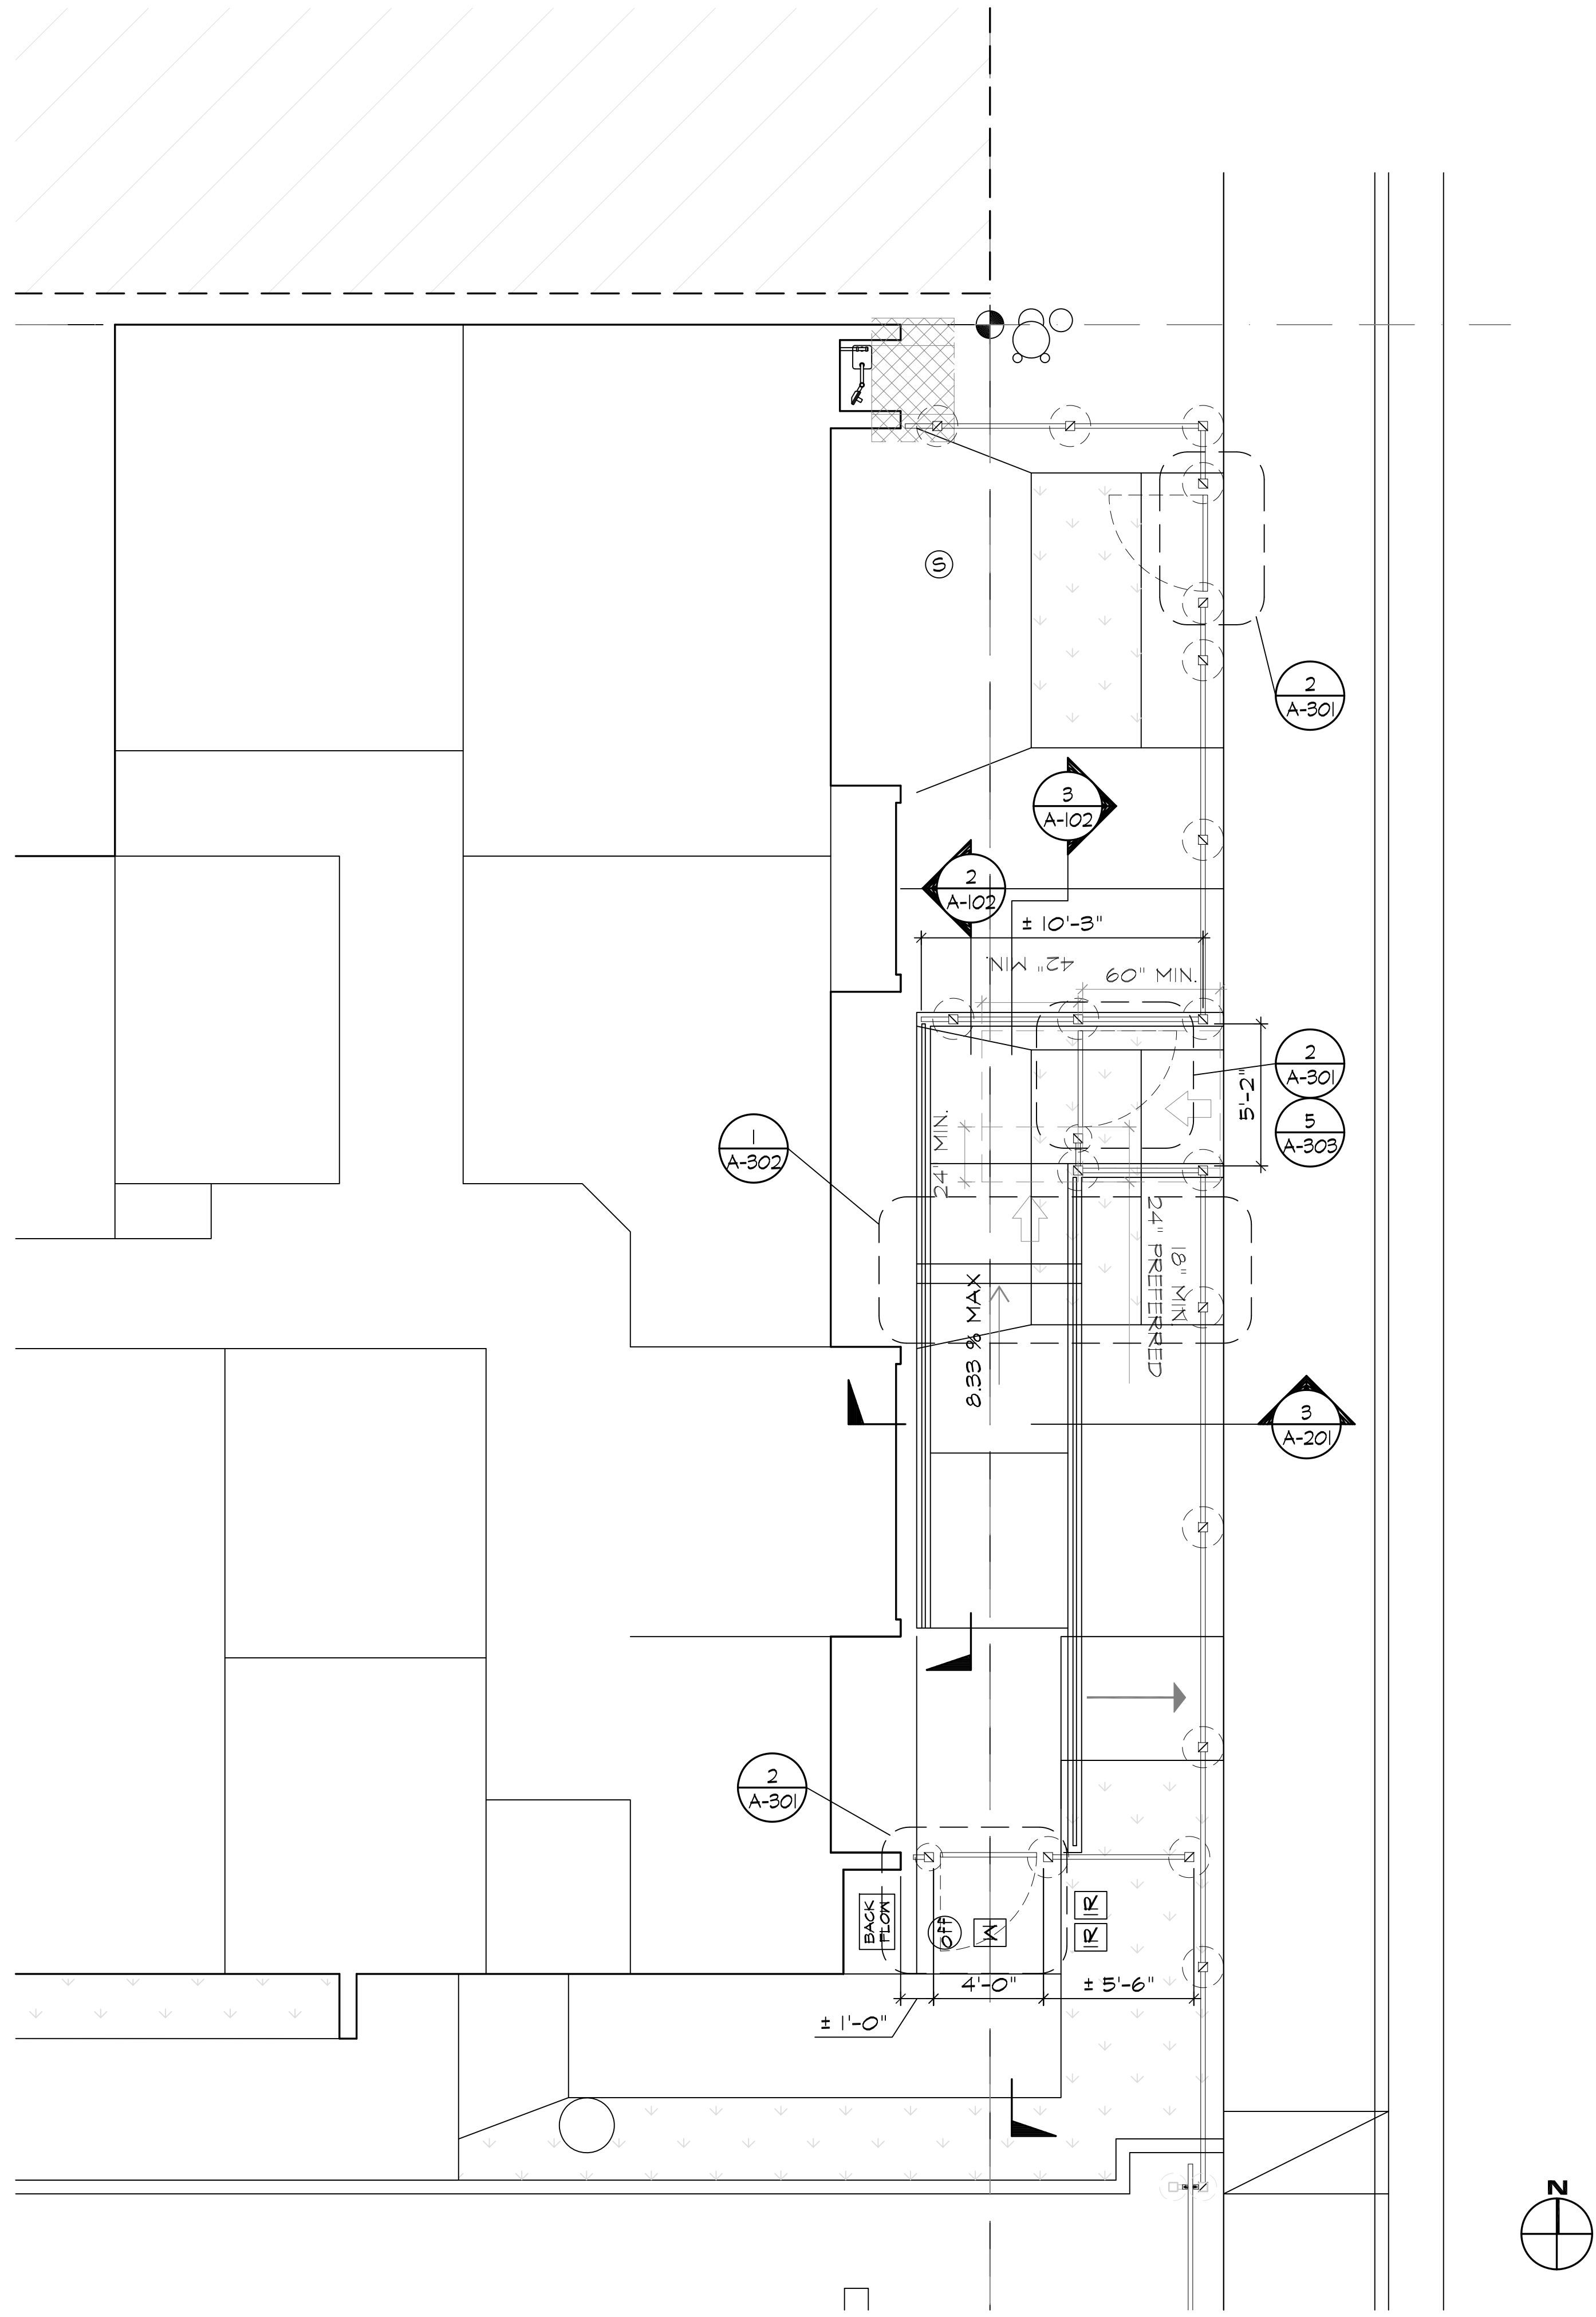 S
2
A-301
3
A-102
2
A-102
± 10'-3"
42" MIN.
60" MIN.
2
A-301
5
A-303
5'-2"
24" MIN.
1
A-302
24" PREFERRED
18" MIN.
8.33 % MAX
3
A-201
2
A-301
BACK
FLOW
off
W
IR
IR
4'-0"
± 5'-6"
± 1'-0"
N